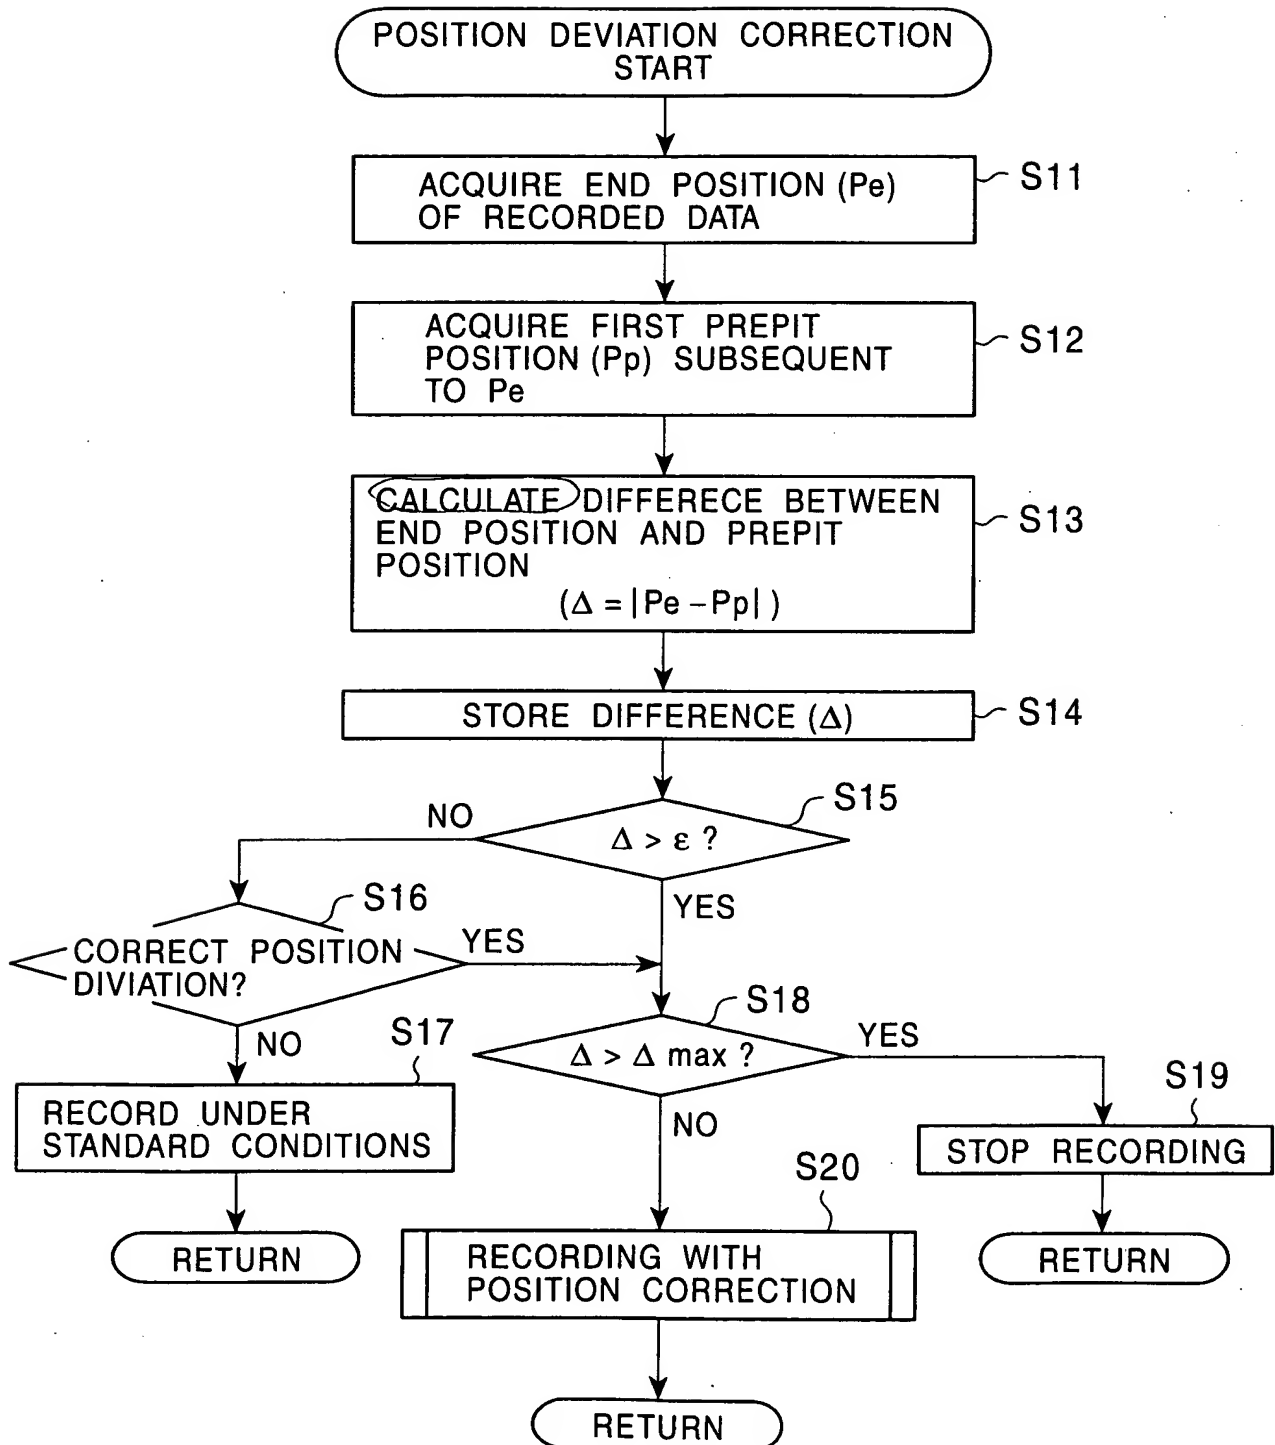 POSITION DEVIATION CORRECTION
START
ACQUIRE END POSITION (Pe)
OF RECORDED DATA
S11
ACQUIRE FIRST PREPIT
POSITION (Pp) SUBSEQUENT
TO Pe
S12
CALCULATE DIFFERECE BETWEEN
END POSITION AND PREPIT
POSITION
(Δ = |Pe – Pp| )
S13
STORE DIFFERENCE (Δ)
S14
S15
NO
Δ > ε ?
YES
S16
CORRECT POSITION
DIVIATION?
YES
NO
S17
RECORD UNDER
STANDARD CONDITIONS
RETURN
S18
Δ > Δ max ?
YES
NO
S19
STOP RECORDING
RETURN
S20
RECORDING WITH
POSITION CORRECTION
RETURN